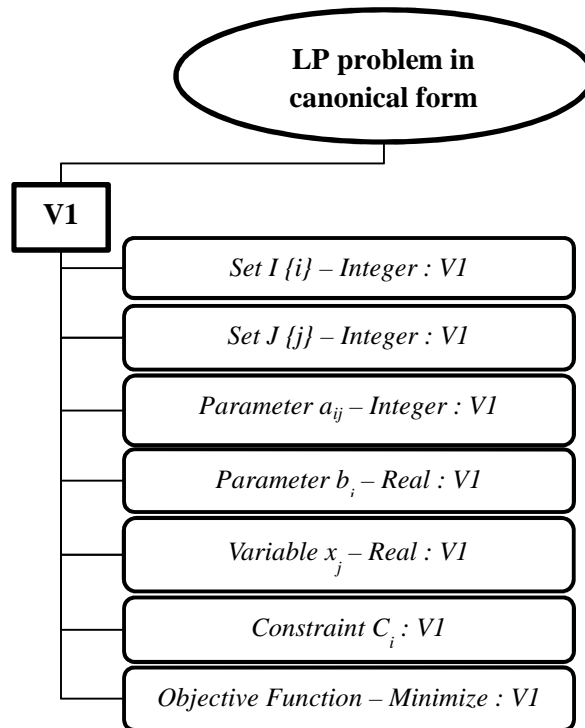 LP problem in
canonical form
V1
Set I {i} – Integer : V1
Set J {j} – Integer : V1
Parameter aij – Integer : V1
Parameter bi – Real : V1
Variable xj – Real : V1
Constraint Ci : V1
Objective Function – Minimize : V1